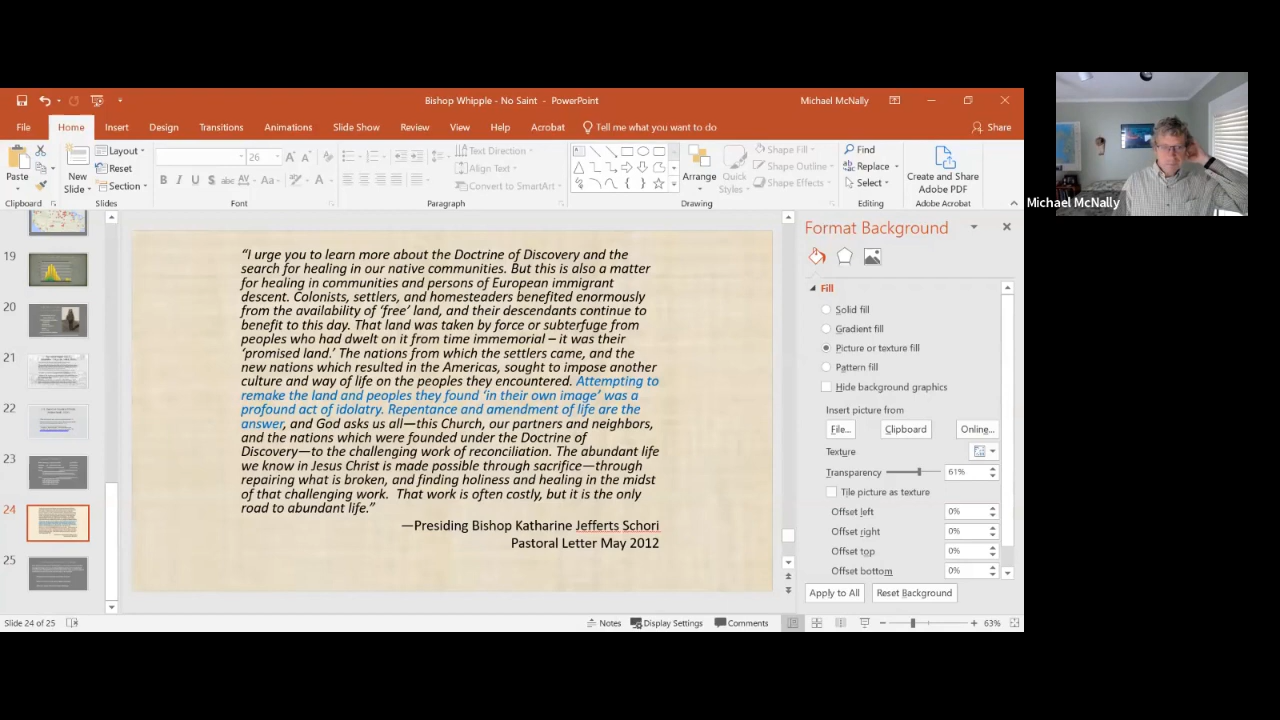 Bishop Whipple - No Saint - PowerPoint
Michael McNally
File Home Insert Design Transitions Animations Slide Show Review View Help Acrobat Tell me what you want to do Share
Paste
New
Slide
Layout
Reset
Section
26
B I U S abc AV Aa A
Text Direction
Align Text
Convert to SmartArt
Arrange
Quick
Styles
Shape Fill
Shape Outline
Shape Effects
Find
Replace
Select
Create and Share
Adobe PDF
Clipboard Slides Font Paragraph Drawing Editing Adobe Acrobat
Michael McNally
19
20
21
22
23
24
25
“I urge you to learn more about the Doctrine of Discovery and the
search for healing in our native communities. But this is also a matter
for healing in communities and persons of European immigrant
descent. Colonists, settlers, and homesteaders benefited enormously
from the availability of ‘free’ land, and their descendants continue to
benefit to this day. That land was taken by force or subterfuge from
peoples who had dwelt on it from time immemorial – it was their
‘promised land.’ The nations from which the settlers came, and the
new nations which resulted in the Americas, sought to impose another
culture and way of life on the peoples they encountered. Attempting to
remake the land and peoples they found ‘in their own image’ was a
profound act of idolatry. Repentance and amendment of life are the
answer, and God asks us all—this Church, our partners and neighbors,
and the nations which were founded under the Doctrine of
Discovery—to the challenging work of reconciliation. The abundant life
we know in Jesus Christ is made possible through sacrifice—through
repairing what is broken, and finding holiness and healing in the midst
of that challenging work. That work is often costly, but it is the only
road to abundant life.”
—Presiding Bishop Katharine Jefferts Schori
Pastoral Letter May 2012
Format Background
Fill
Solid fill
Gradient fill
Picture or texture fill
Pattern fill
Hide background graphics
Insert picture from
File... Clipboard Online...
Texture
Transparency 61%
Tile picture as texture
Offset left 0%
Offset right 0%
Offset top 0%
Offset bottom 0%
Apply to All Reset Background
Slide 24 of 25 Notes Display Settings Comments 63%